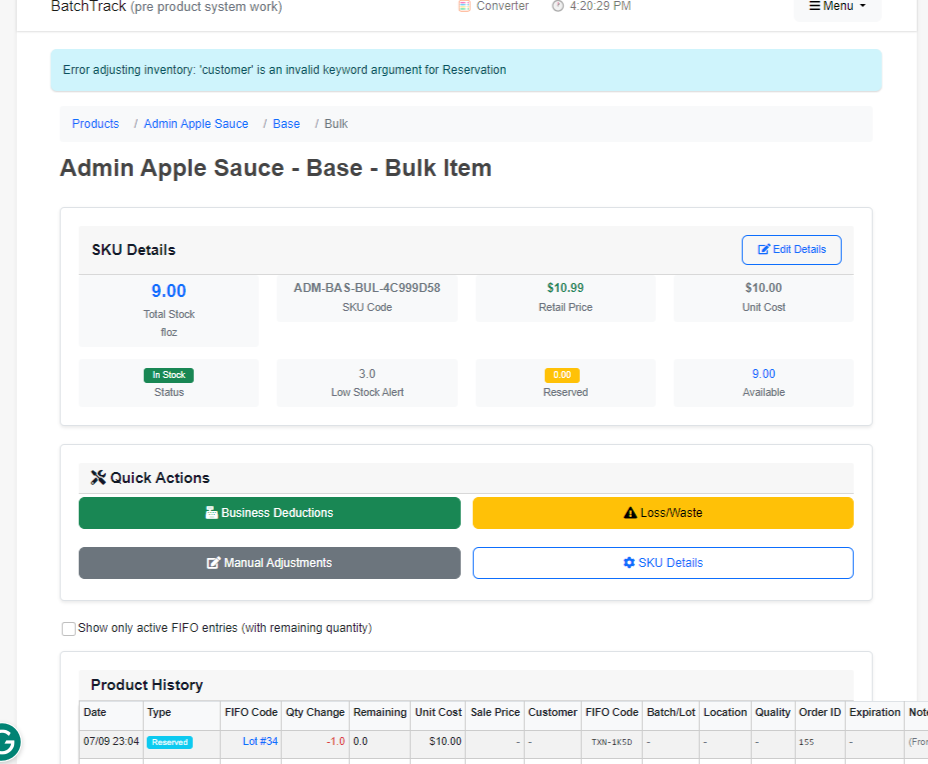 BatchTrack (pre product system work) Converter 4:20:29 PM Menu
Error adjusting inventory: 'customer' is an invalid keyword argument for Reservation
Products / Admin Apple Sauce / Base / Bulk
Admin Apple Sauce - Base - Bulk Item
SKU Details Edit Details
9.00 ADM-BAS-BUL-4C999D58 $10.99 $10.00
Total Stock SKU Code Retail Price Unit Cost
floz
In Stock 3.0 0.00 9.00
Status Low Stock Alert Reserved Available
Quick Actions
Business Deductions Loss/Waste
Manual Adjustments SKU Details
Show only active FIFO entries (with remaining quantity)
Product History
Date Type FIFO Code Qty Change Remaining Unit Cost Sale Price Customer FIFO Code Batch/Lot Location Quality Order ID Expiration
07/09 23:04 Reserved Lot #34 -1.0 0.0 $10.00 - - TXN-1K5D - - - 155 -